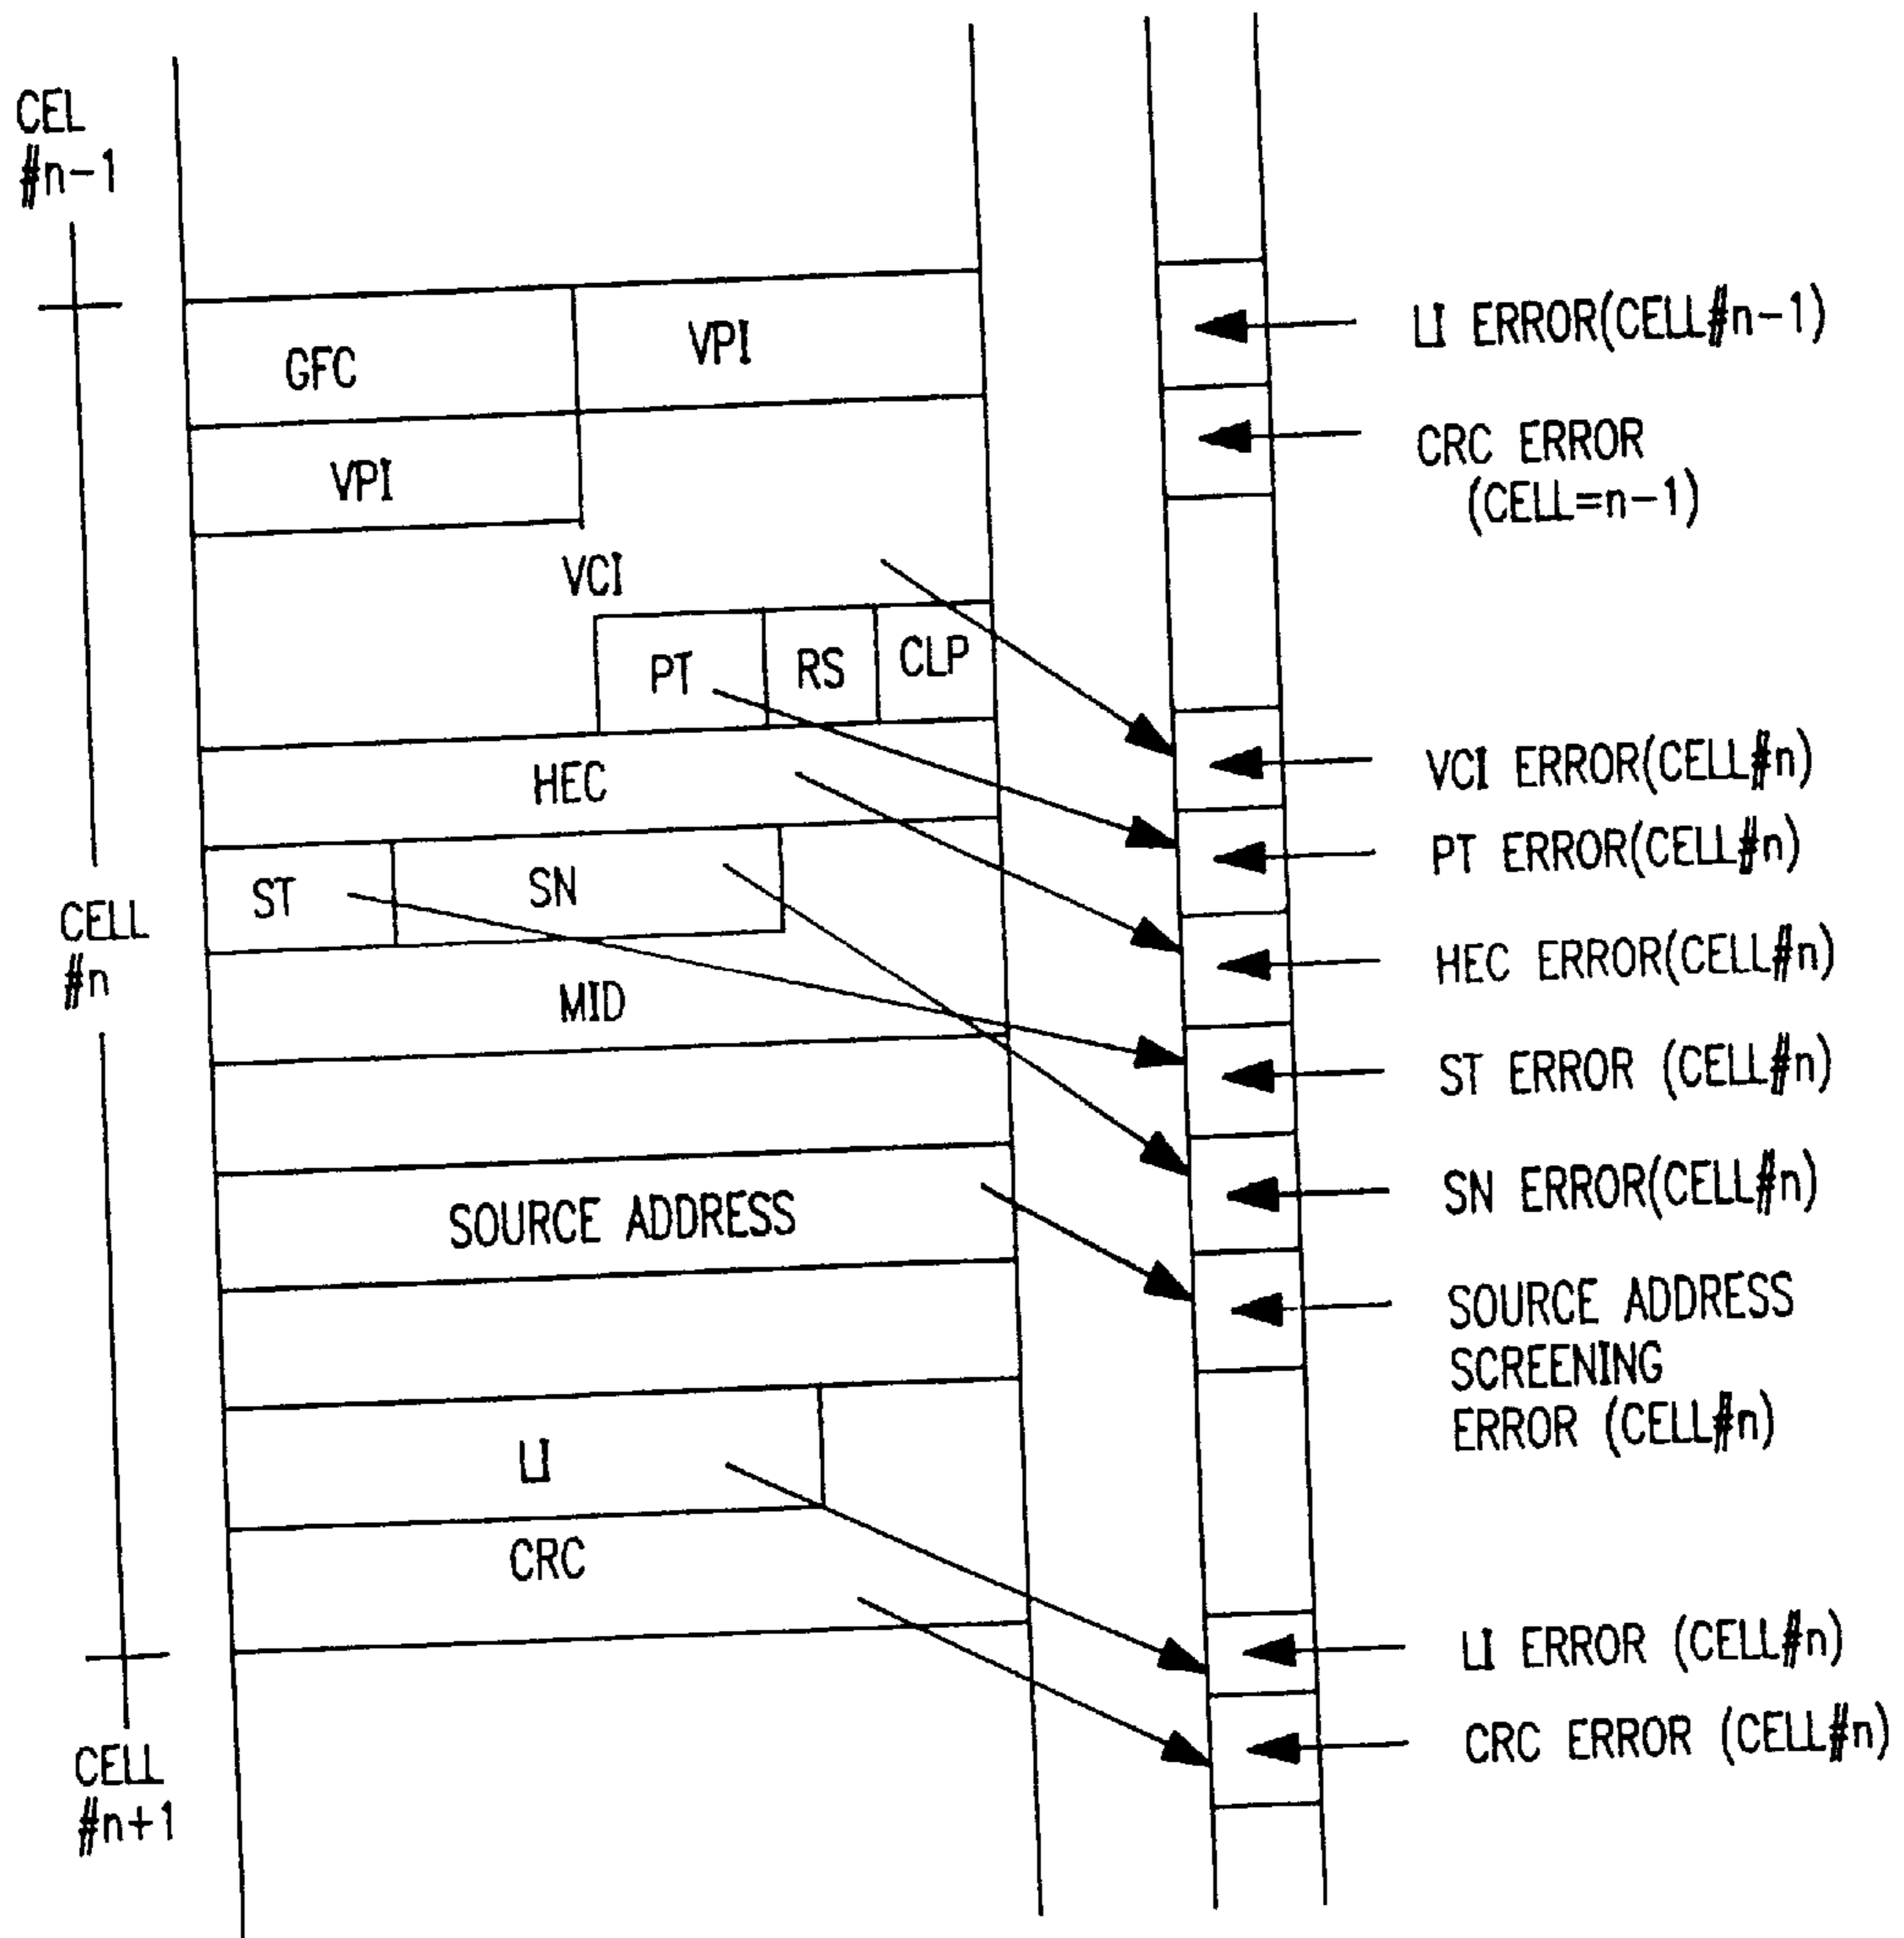 CEL
#n-1
GFC
VPI
LI ERROR(CELL#n-1)
VPI
CRC ERROR
(CELL=n-1)
VCI
PT
RS
CLP
HEC
VCI ERROR(CELL#n)
ST
SN
PT ERROR(CELL#n)
CELL
#n
HEC ERROR(CELL#n)
MID
ST ERROR (CELL#n)
SOURCE ADDRESS
SN ERROR(CELL#n)
SOURCE ADDRESS
SCREENING
ERROR (CELL#n)
LI
CRC
LI ERROR (CELL#n)
CRC ERROR (CELL#n)
CELL
#n+1